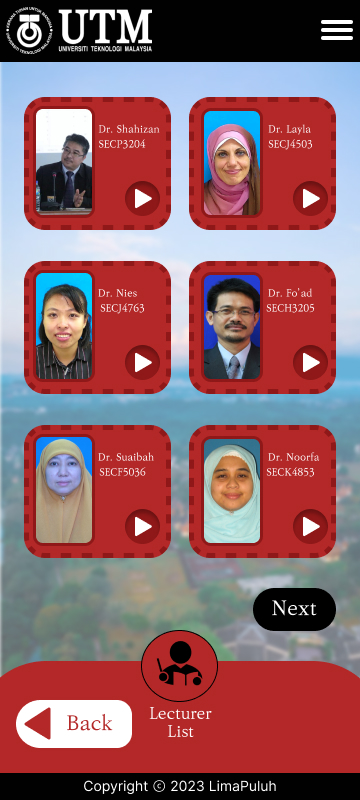 UTM
UNIVERSITI TEKNOLOGI MALAYSIA
Dr. Shahizan
SECP3204
Dr. Layla
SECJ4503
Dr. Nies
SECJ4763
Dr. Fo'ad
SECH3205
Dr. Suaibah
SECF5036
Dr. Noorfa
SECK4853
Next
Back
Lecturer
List
Copyright © 2023 LimaPuluh